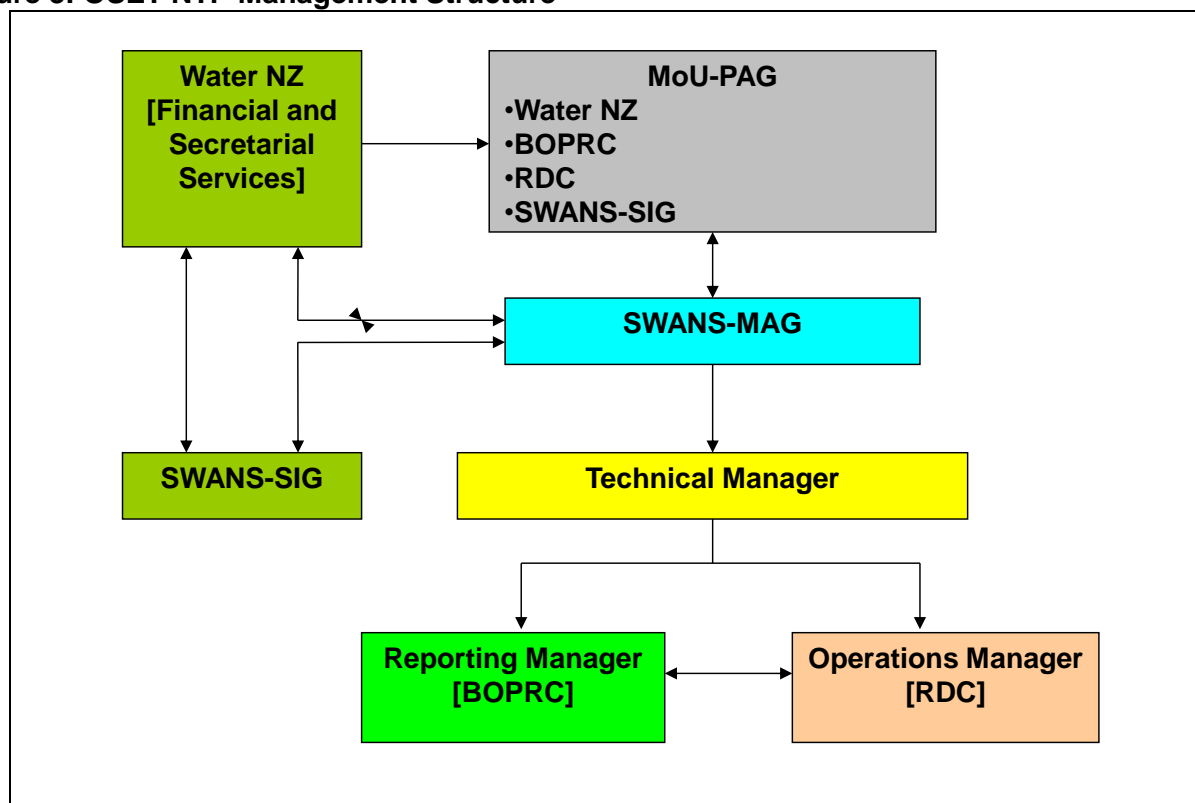 Water NZ
[Financial and
Secretarial
Services]
MoU-PAG
•Water NZ
•BOPRC
•RDC
•SWANS-SIG
SWANS-MAG
SWANS-SIG
Technical Manager
Reporting Manager
[BOPRC]
Operations Manager
[RDC]